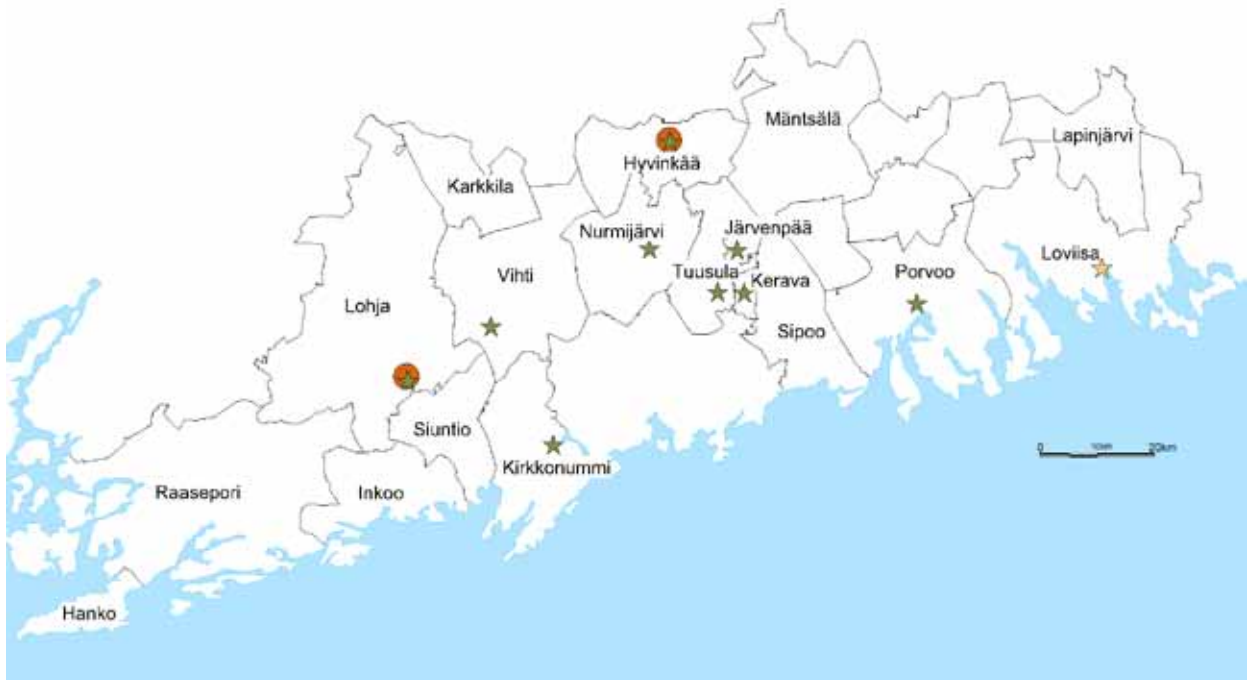 Mäntsälä
Lapinjärvi
Hyvinkää
Karkkila
Nurmijärvi
Järvenpää
Loviisa
Vihti
Tuusula
Kerava
Porvoo
Lohja
Sipoo
Siuntio
Kirkkonummi
0 10km 20km
Raasepori
Inkoo
Hanko